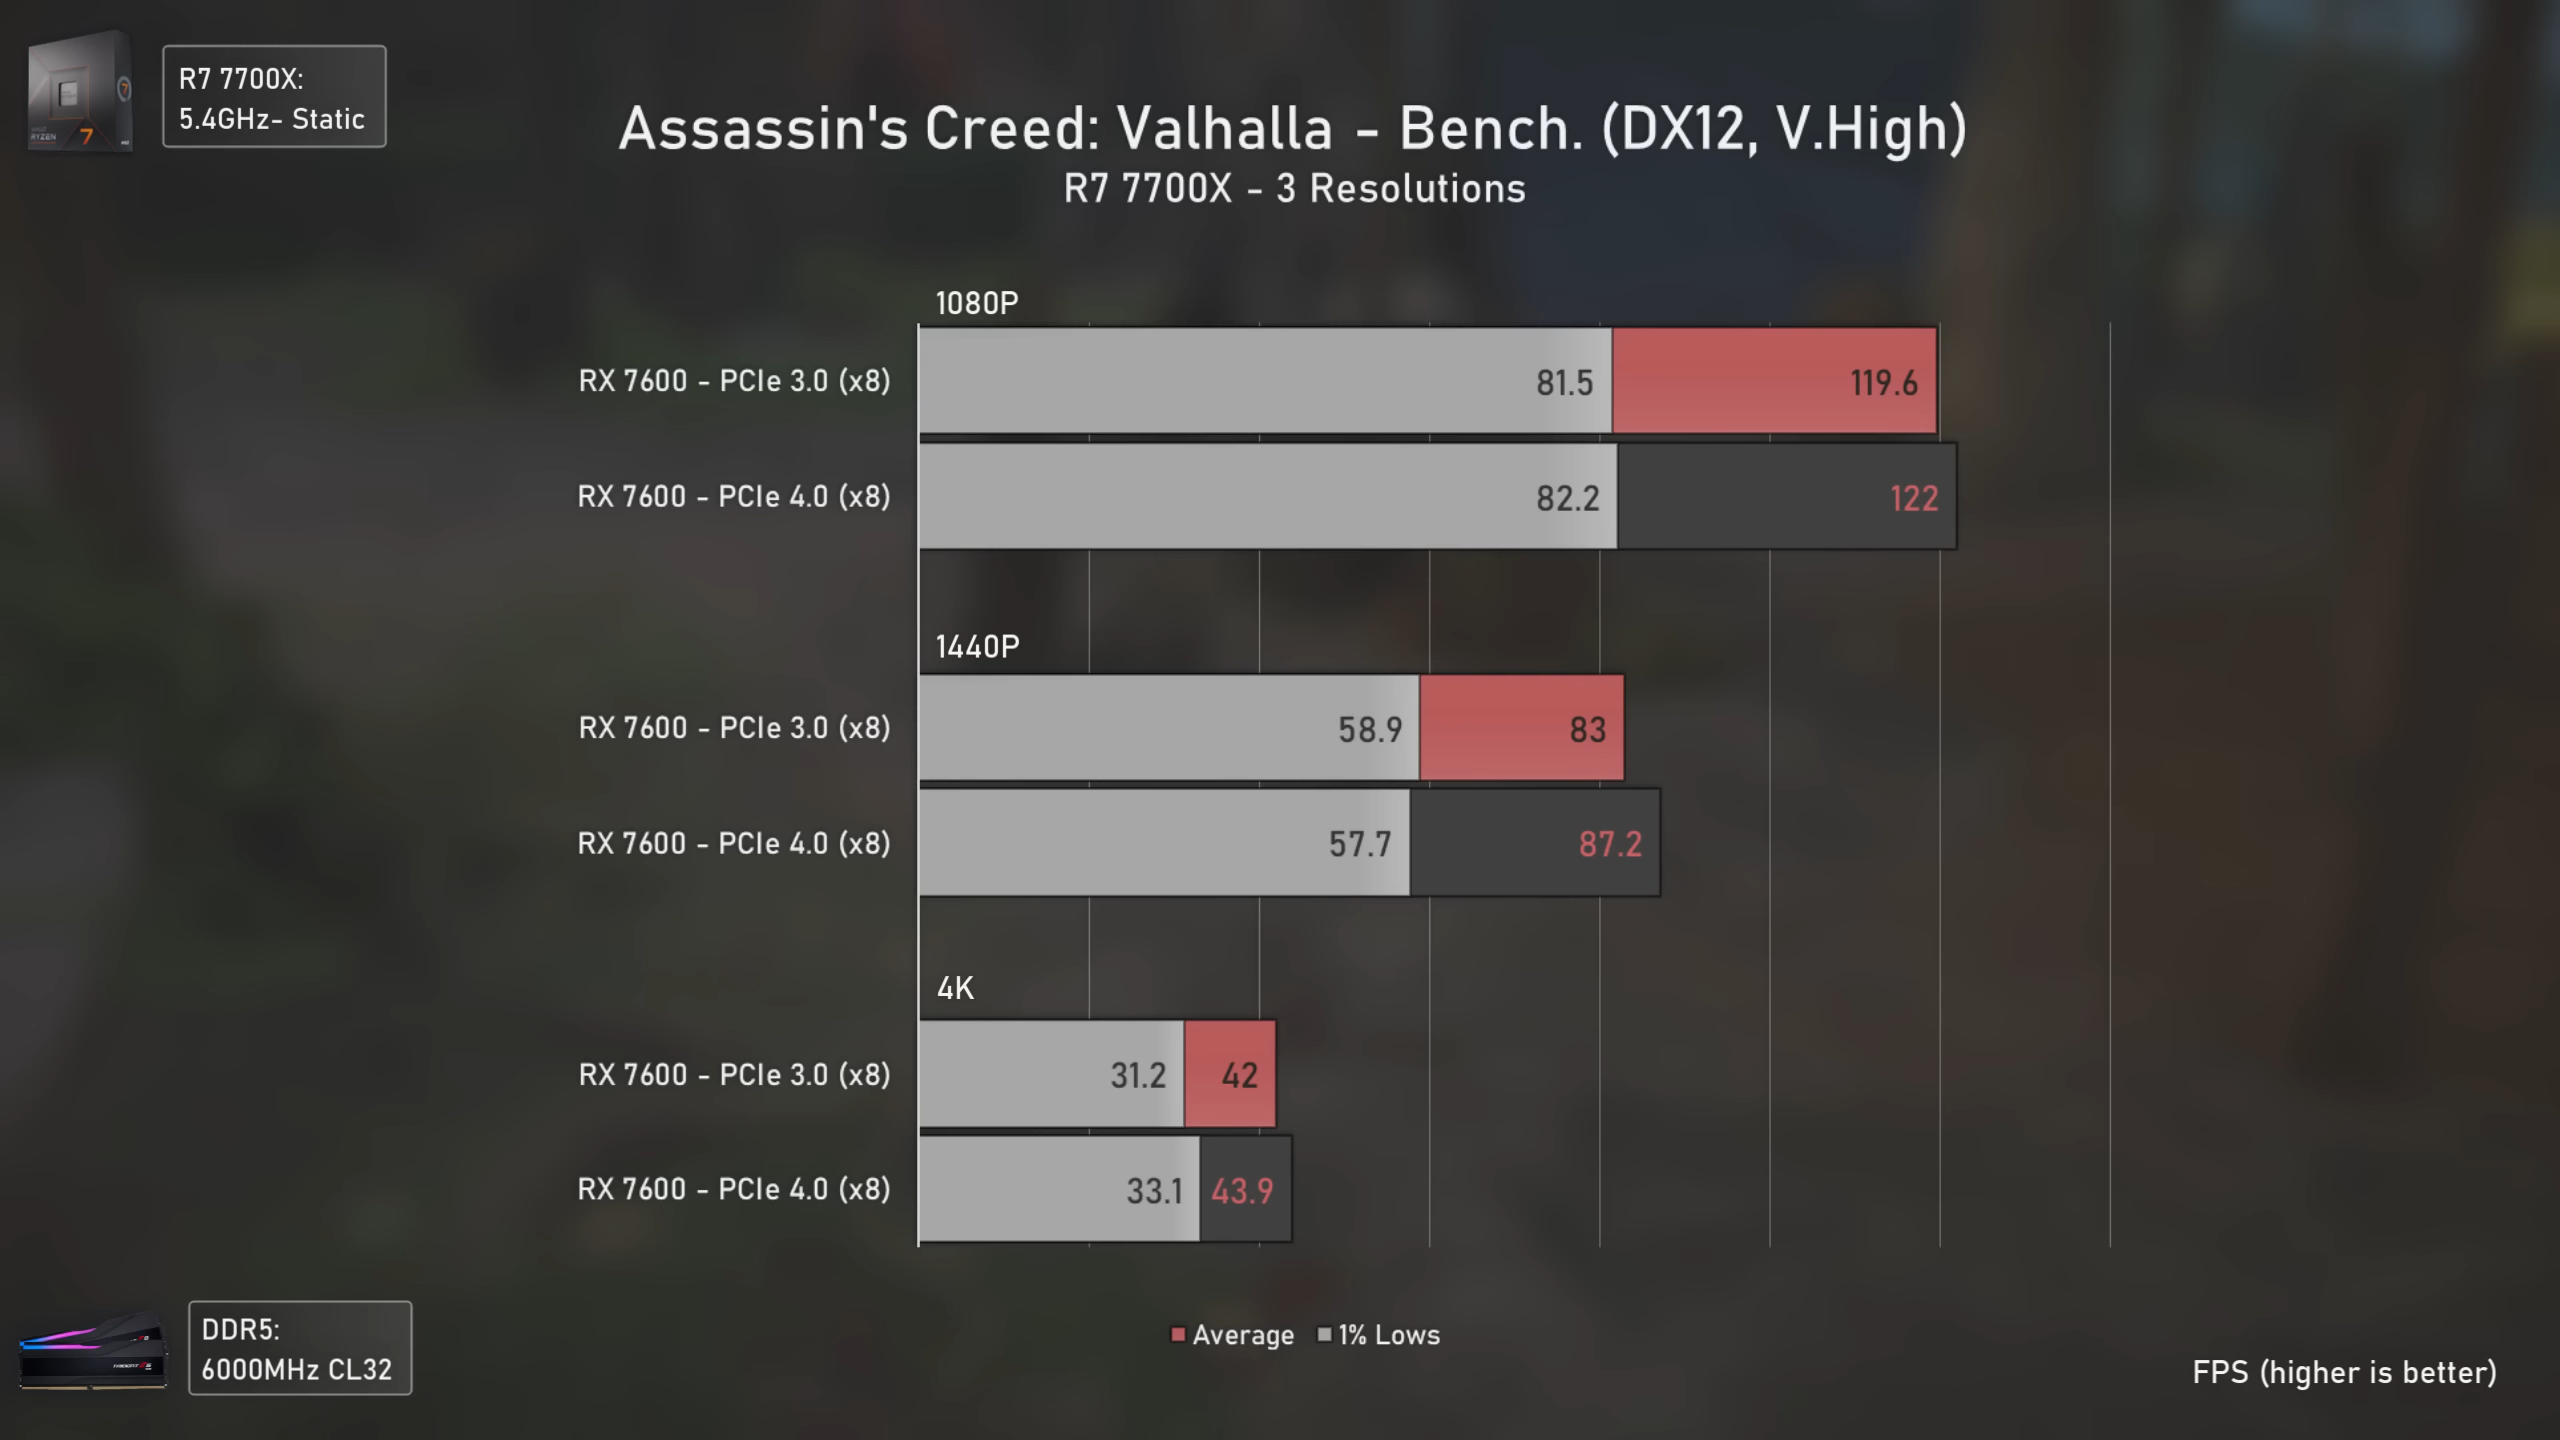 R7 7700X:
5.4GHz- Static
RYZEN 7
7
Assassin's Creed: Valhalla - Bench. (DX12, V.High)
R7 7700X - 3 Resolutions
1080P
RX 7600 - PCIe 3.0 (x8) 81.5 119.6
RX 7600 - PCIe 4.0 (x8) 82.2 122
1440P
RX 7600 - PCIe 3.0 (x8) 58.9 83
RX 7600 - PCIe 4.0 (x8) 57.7 87.2
4K
RX 7600 - PCIe 3.0 (x8) 31.2 42
RX 7600 - PCIe 4.0 (x8) 33.1 43.9
DDR5:
6000MHz CL32
Average 1% Lows
FPS (higher is better)